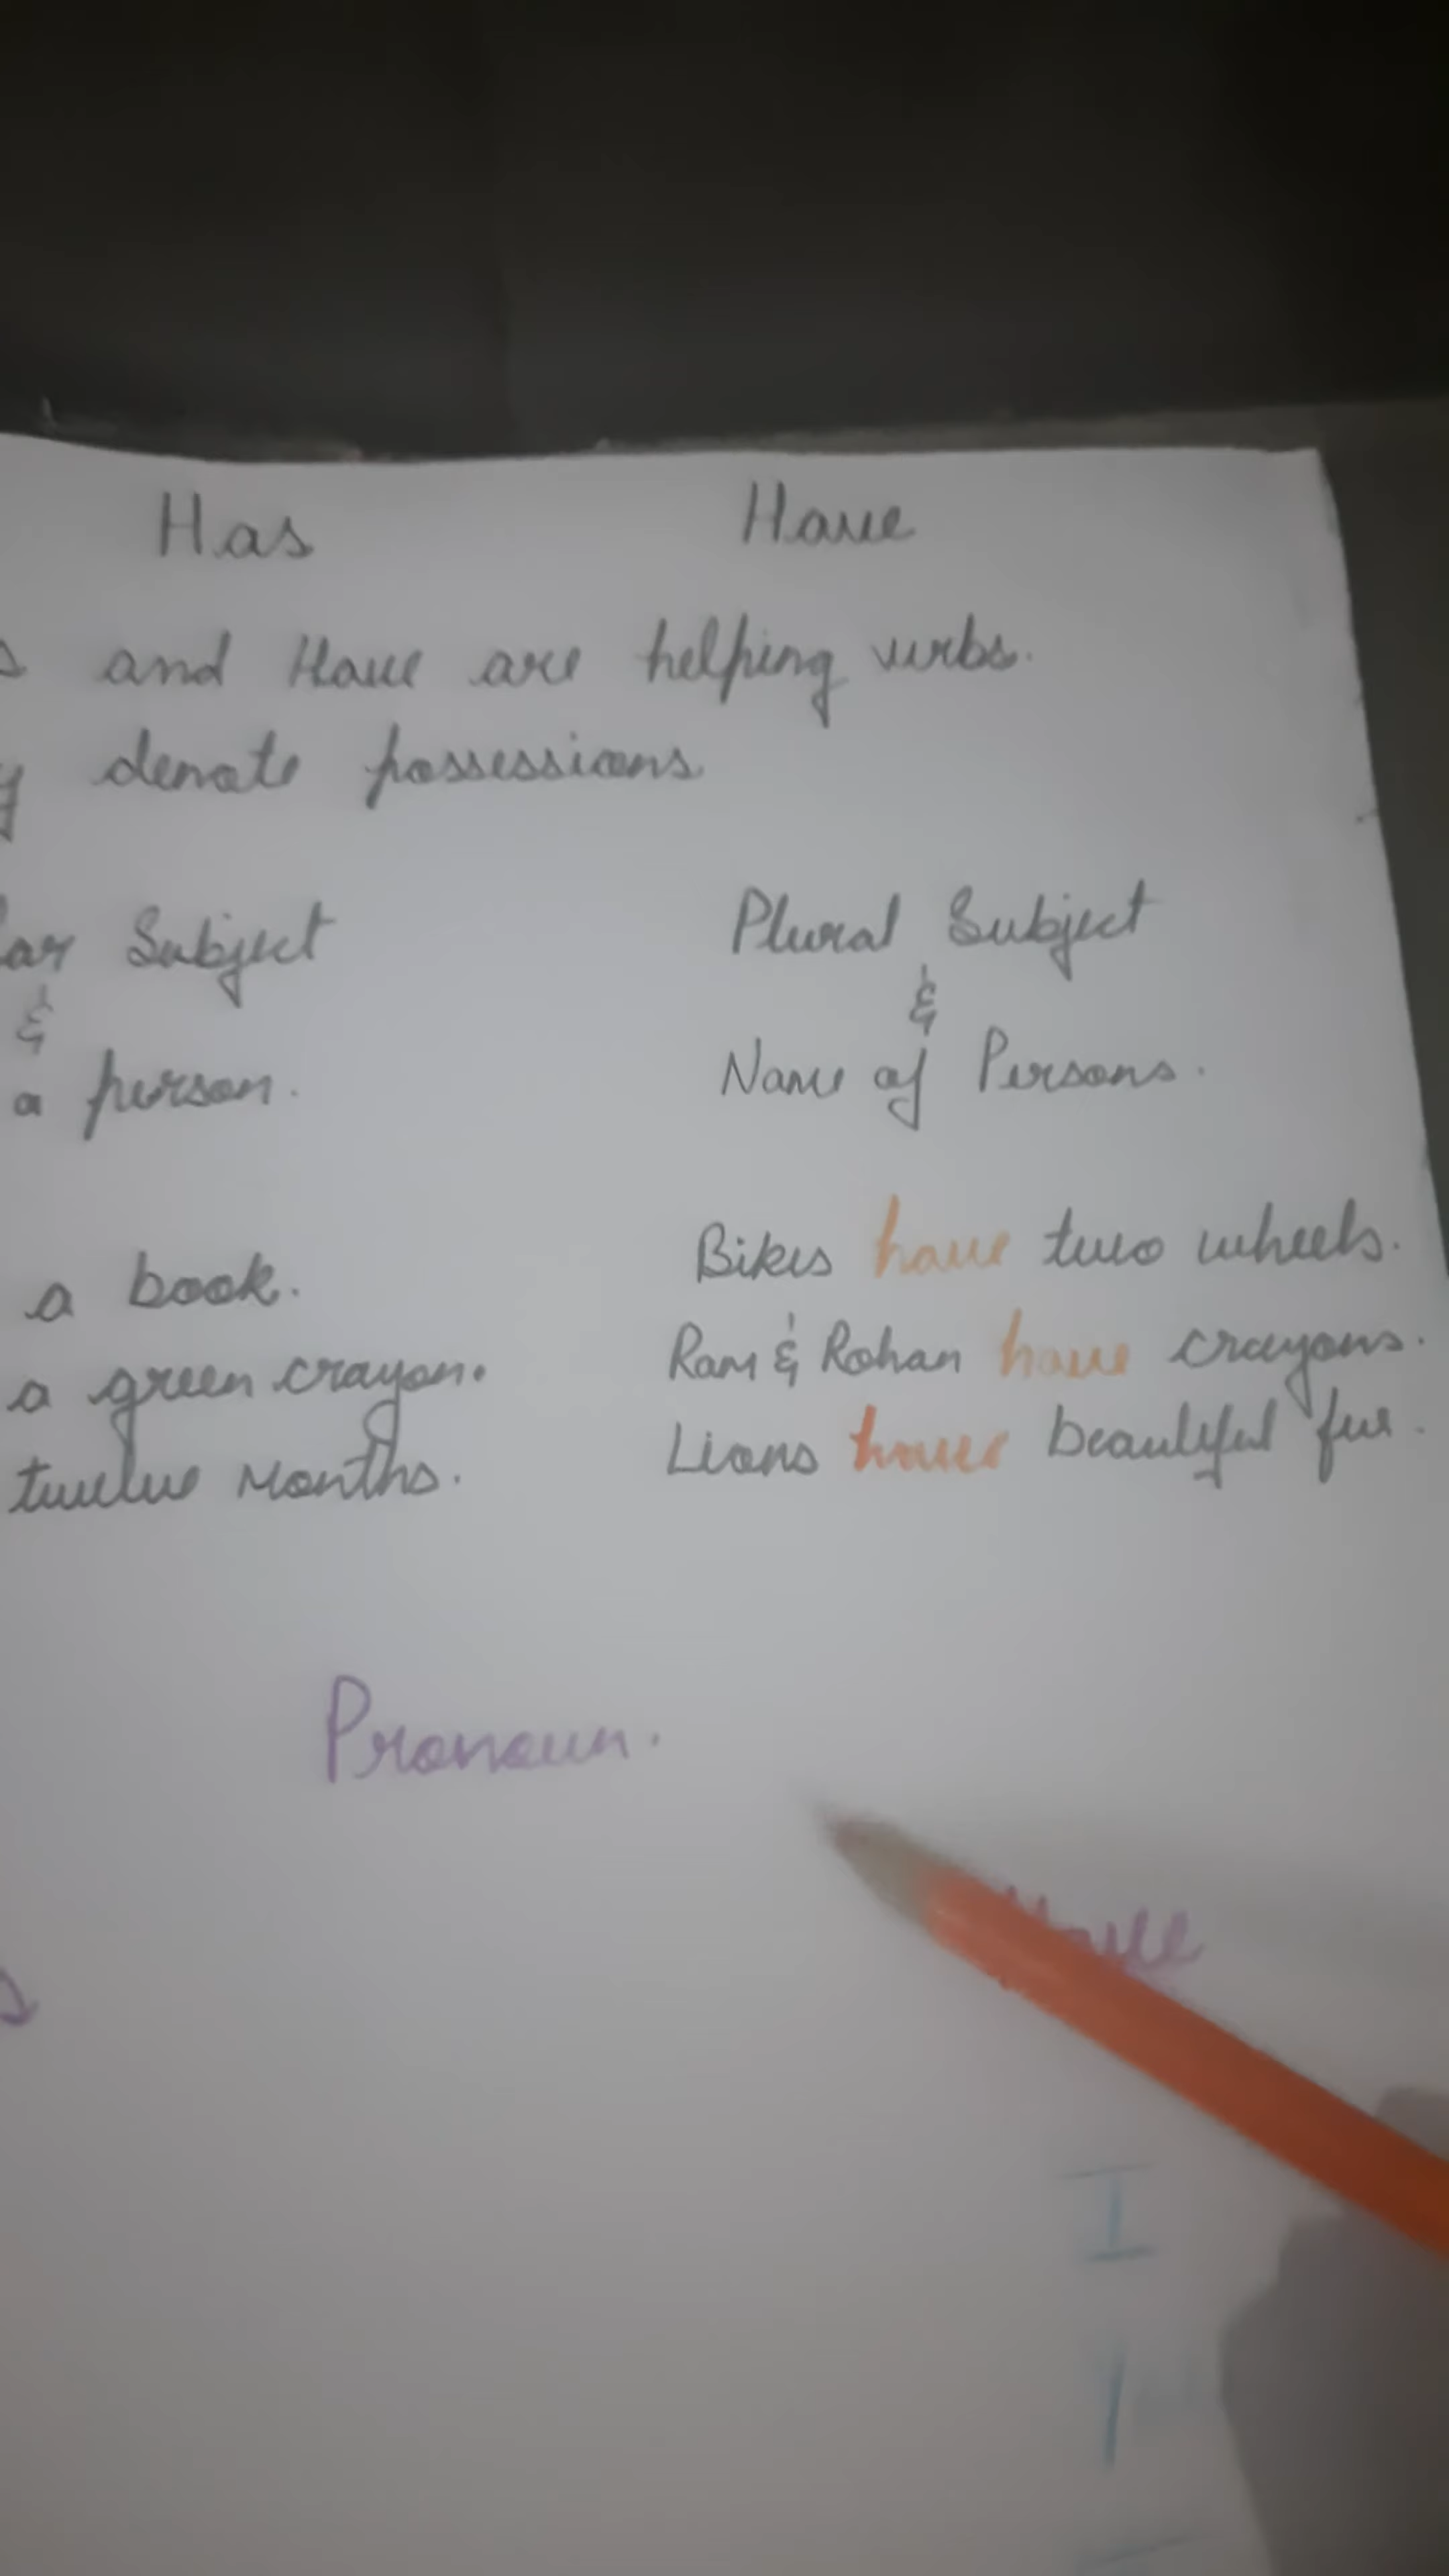 Has Have
and Have are helping verbs.
denote possessions
Subject Plural Subject
& &
a person. Name of Persons.
a book. Bikes have two wheels.
a green crayon. Ram & Rohan have crayons.
twelve Months. Lions have beautiful fur.
Pronoun.
Have
I